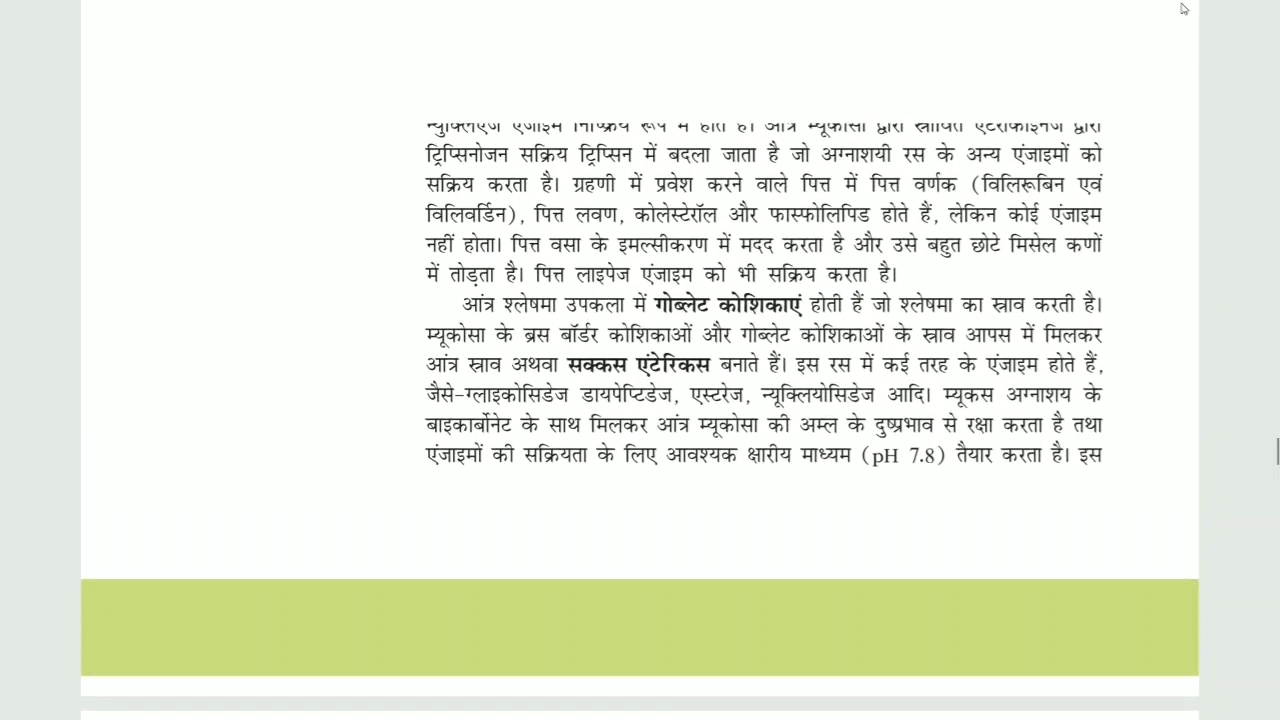 न्युक्लिएज एंजाइम निष्क्रिय रूप में होते हैं। आंत्र म्यूकोसा द्वारा स्रावित एंटेरोकाइनेज द्वारा
ट्रिप्सिनोजन सक्रिय ट्रिप्सिन में बदला जाता है जो अग्नाशयी रस के अन्य एंजाइमों को
सक्रिय करता है। ग्रहणी में प्रवेश करने वाले पित्त में पित्त वर्णक (विलिरूबिन एवं
विलिवर्डिन), पित्त लवण, कोलेस्टेरॉल और फास्फोलिपिड होते हैं, लेकिन कोई एंजाइम
नहीं होता। पित्त वसा के इमल्सीकरण में मदद करता है और उसे बहुत छोटे मिसेल कणों
में तोड़ता है। पित्त लाइपेज एंजाइम को भी सक्रिय करता है।
आंत्र श्लेषमा उपकला में गोब्लेट कोशिकाएं होती हैं जो श्लेषमा का स्राव करती है।
म्यूकोसा के ब्रस बॉर्डर कोशिकाओं और गोब्लेट कोशिकाओं के स्राव आपस में मिलकर
आंत्र स्राव अथवा सक्कस एंटेरिकस बनाते हैं। इस रस में कई तरह के एंजाइम होते हैं,
जैसे-ग्लाइकोसिडेज डायपेप्टिडेज, एस्टरेज, न्यूक्लियोसिडेज आदि। म्यूकस अग्नाशय के
बाइकार्बोनेट के साथ मिलकर आंत्र म्यूकोसा की अम्ल के दुष्प्रभाव से रक्षा करता है तथा
एंजाइमों की सक्रियता के लिए आवश्यक क्षारीय माध्यम (pH 7.8) तैयार करता है। इस